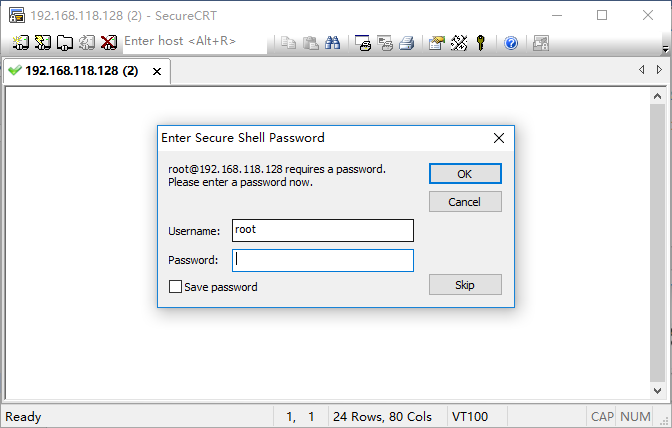 192.168.118.128 (2) - SecureCRT
Enter host <Alt+R>
192.168.118.128 (2)
Enter Secure Shell Password
root@192.168.118.128 requires a password.
Please enter a password now.
OK
Cancel
Username: root
Password:
Save password
Skip
Ready 1, 1 24 Rows, 80 Cols VT100 CAP NUM